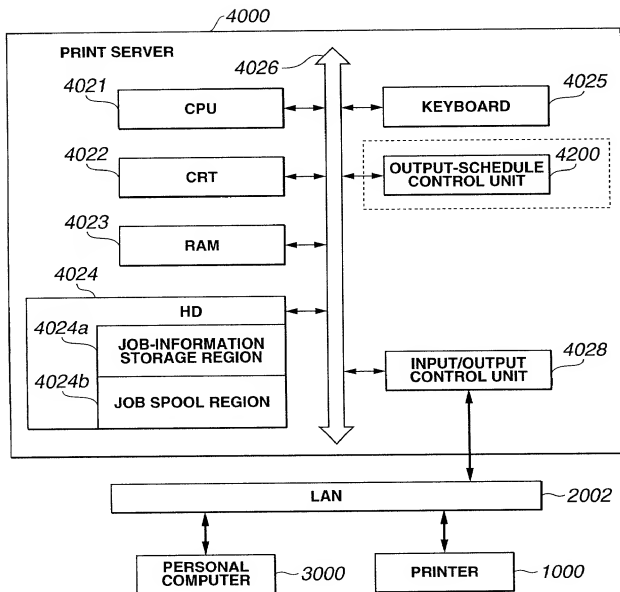 4000
PRINT SERVER
4026
4021
CPU
KEYBOARD
4025
4022
CRT
OUTPUT-SCHEDULE
CONTROL UNIT
4200
4023
RAM
4024
HD
4024a
JOB-INFORMATION
STORAGE REGION
4024b
JOB SPOOL REGION
INPUT/OUTPUT
CONTROL UNIT
4028
LAN
2002
PERSONAL
COMPUTER
3000
PRINTER
1000